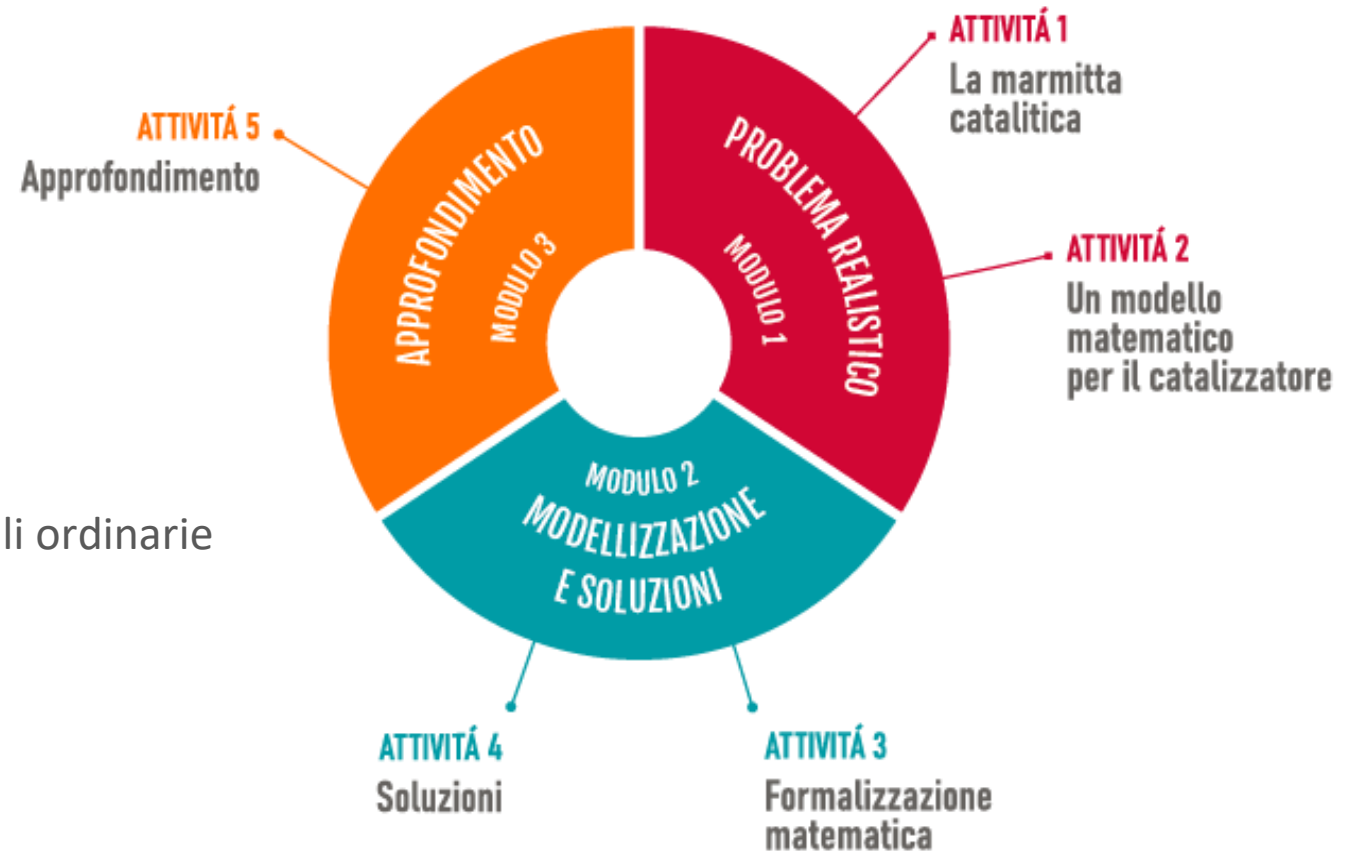 ATTIVITÁ 1
La marmitta
catalitica
ATTIVITÁ 2
Un modello
matematico
per il catalizzatore
PROBLEMA REALISTICO
MODULO 1
MODULO 2
MODELLIZZAZIONE
E SOLUZIONI
ATTIVITÁ 3
Formalizzazione
matematica
ATTIVITÁ 4
Soluzioni
APPROFONDIMENTO
MODULO 3
ATTIVITÁ 5
Approfondimento
li ordinarie